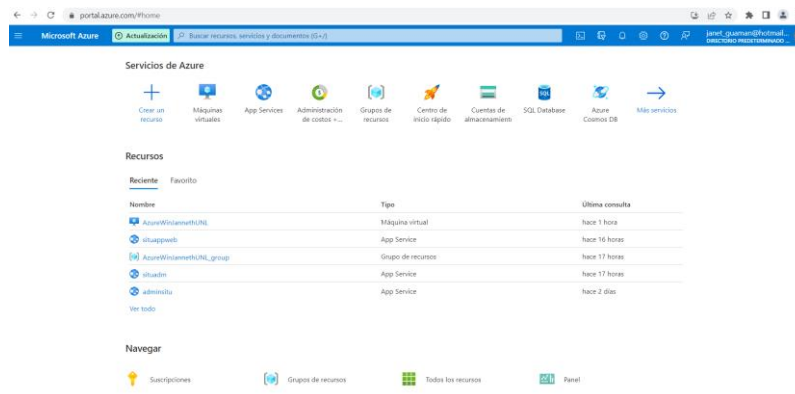 portal.azure.com/#home
Microsoft Azure
Actualización
Buscar recursos, servicios y documentos (G+/)
janet_guaman@hotmail...
DIRECTORIO PREDETERMINADO ...
Servicios de Azure
Crear un recurso
Máquinas virtuales
App Services
Administración de costos +...
Grupos de recursos
Centro de inicio rápido
Cuentas de almacenamient
SQL Database
Azure Cosmos DB
Más servicios
Recursos
Reciente Favorito
Nombre Tipo Última consulta
AzureWinJannethUNL Máquina virtual hace 1 hora
situappweb App Service hace 16 horas
AzureWinJannethUNL_group Grupo de recursos hace 17 horas
situadm App Service hace 17 horas
adminsitu App Service hace 2 días
Ver todo
Navegar
Suscripciones Grupos de recursos Todos los recursos Panel